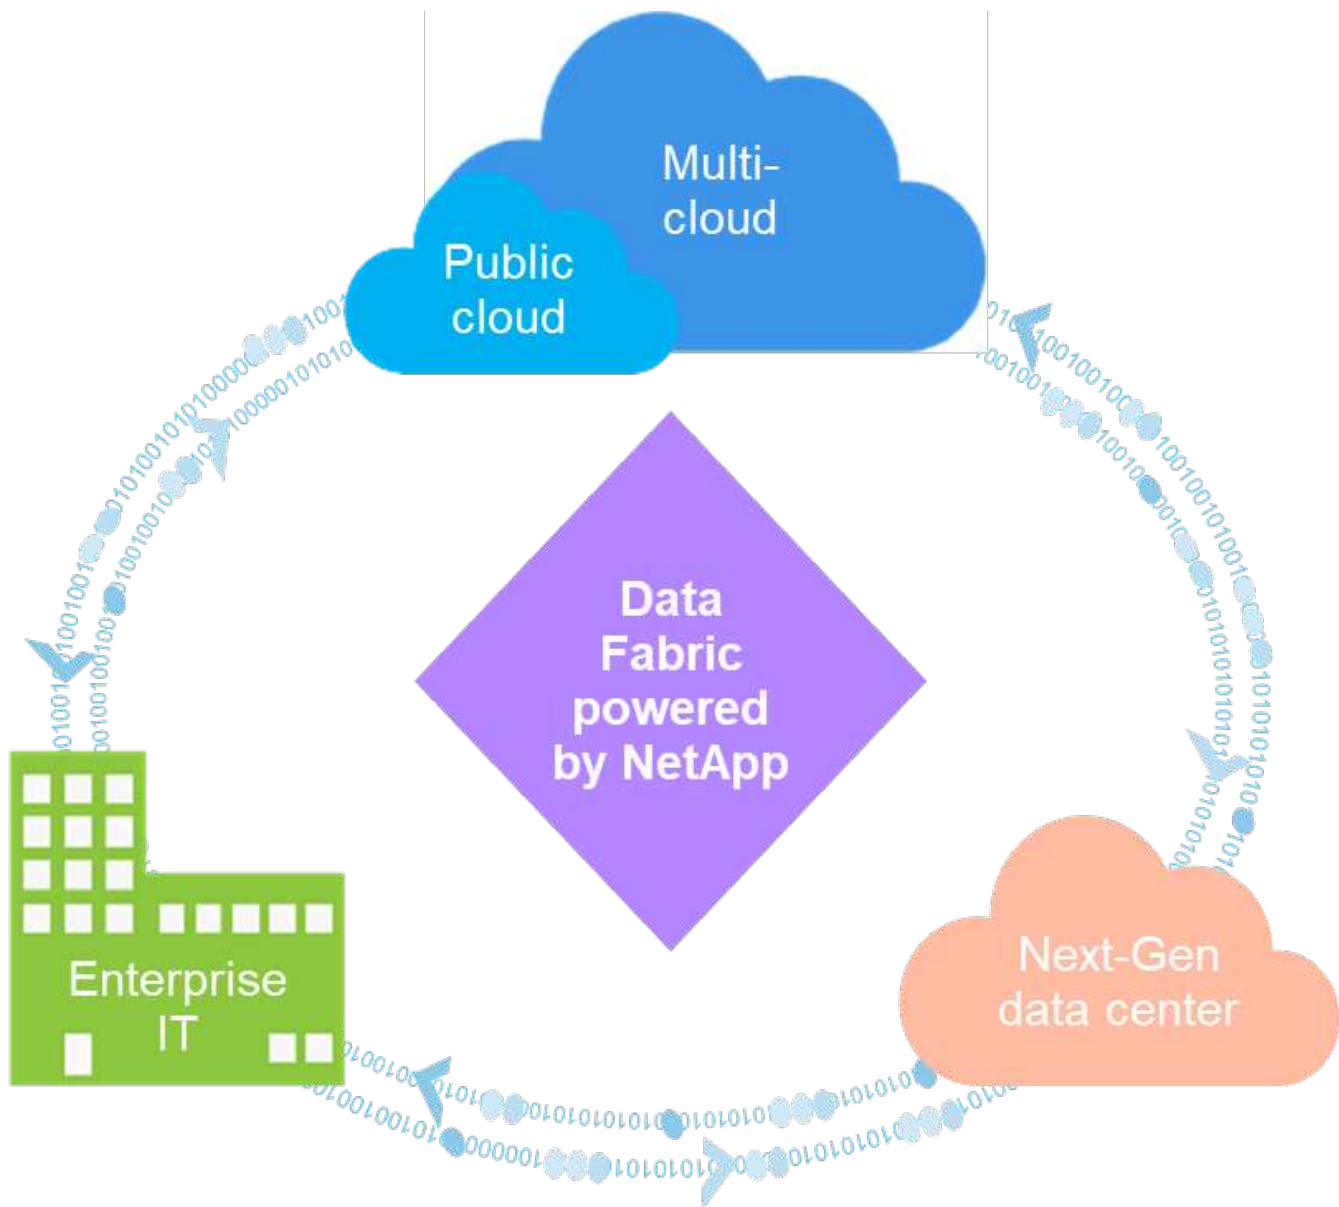 Multi-
cloud
Public
cloud
Data
Fabric
powered
by NetApp
Enterprise
IT
Next-Gen
data center